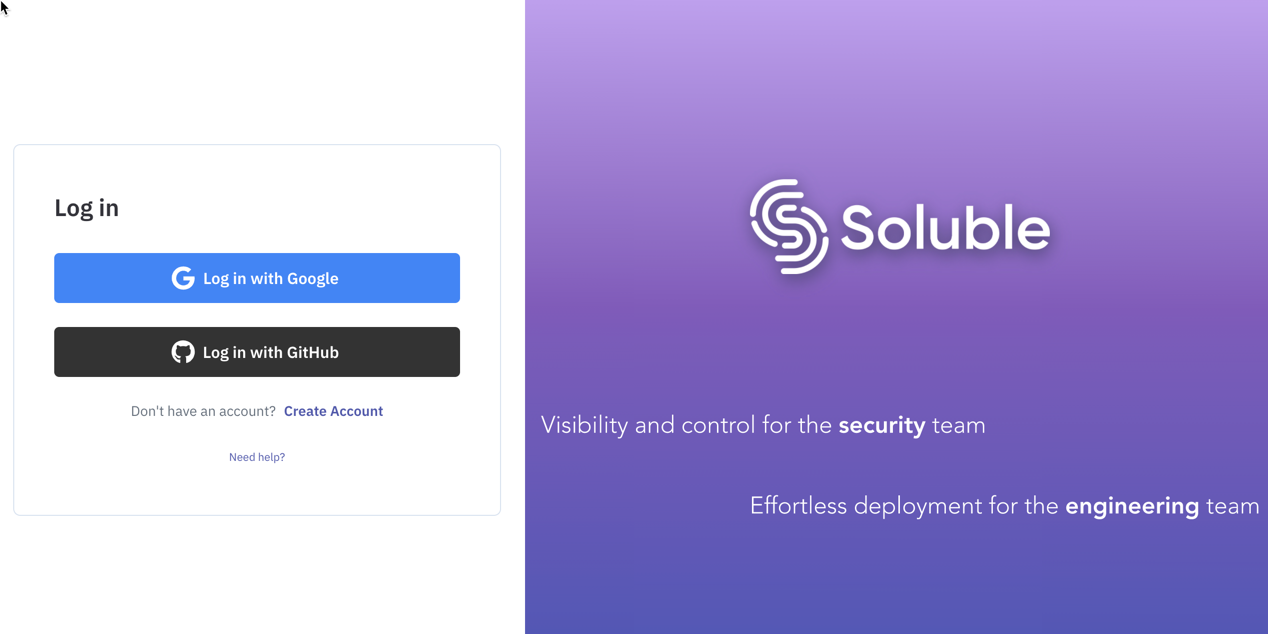 Log in
Log in with Google
Log in with GitHub
Don't have an account? Create Account
Need help?
Soluble
Visibility and control for the security team
Effortless deployment for the engineering team